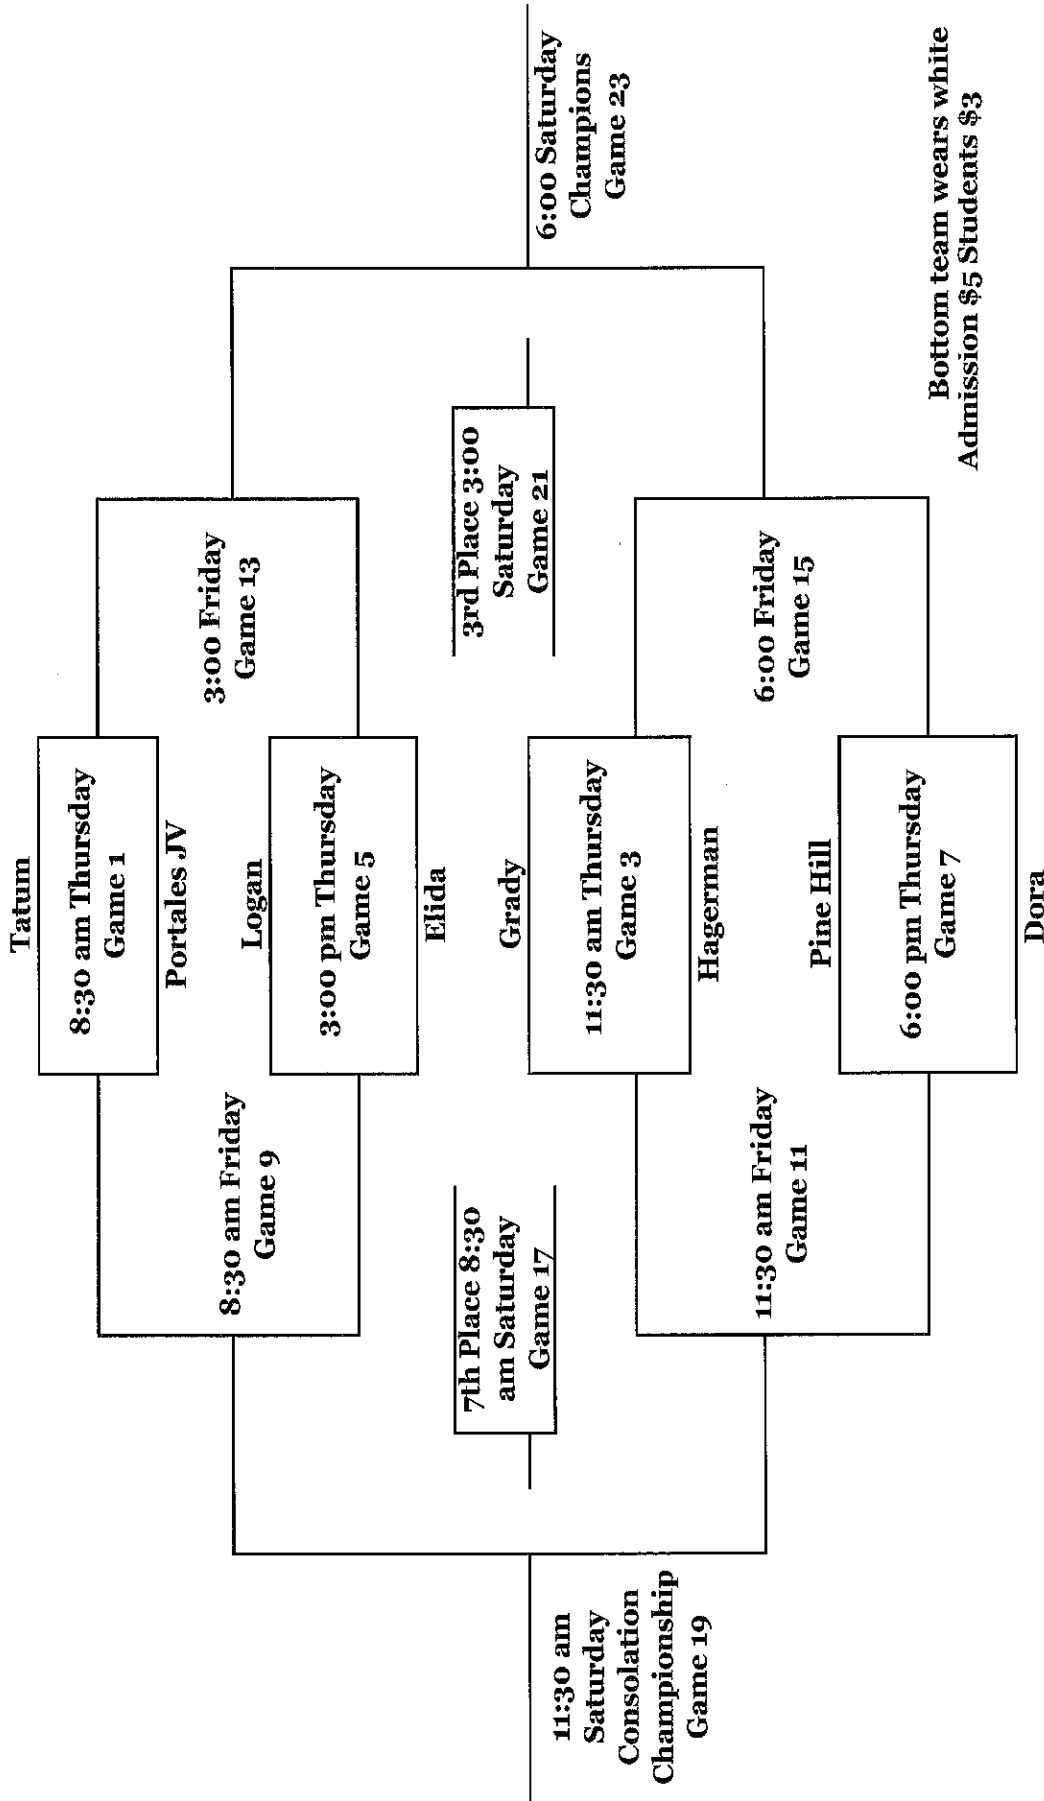 Tatum
8:30 am Thursday
Game 1
Portales JV
Logan
3:00 pm Thursday
Game 5
Elida
Grady
11:30 am Thursday
Game 3
Hagerman
Pine Hill
6:00 pm Thursday
Game 7
Dora
8:30 am Friday
Game 9
11:30 am Friday
Game 11
7th Place 8:30
am Saturday
Game 17
11:30 am
Saturday
Consolation
Championship
Game 19
3:00 Friday
Game 13
6:00 Friday
Game 15
3rd Place 3:00
Saturday
Game 21
6:00 Saturday
Champions
Game 23
Bottom team wears white
Admission $5 Students $3